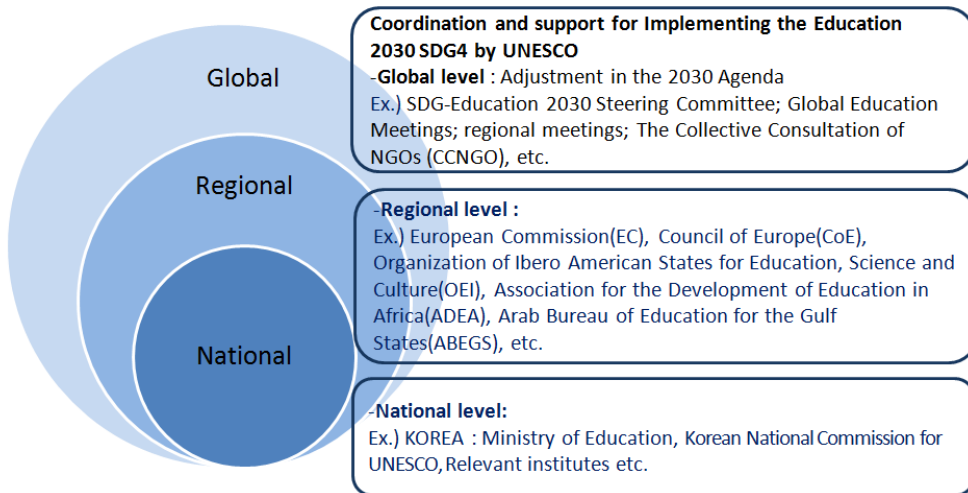 Global
Regional
National
Coordination and support for Implementing the Education
2030 SDG4 by UNESCO
-Global level : Adjustment in the 2030 Agenda
Ex.) SDG-Education 2030 Steering Committee; Global Education
Meetings; regional meetings; The Collective Consultation of
NGOs (CCNGO), etc.
-Regional level :
Ex.) European Commission(EC), Council of Europe(CoE),
Organization of Ibero American States for Education, Science and
Culture(OEI), Association for the Development of Education in
Africa(ADEA), Arab Bureau of Education for the Gulf
States(ABEGS), etc.
-National level:
Ex.) KOREA : Ministry of Education, Korean National Commission for
UNESCO, Relevant institutes etc.